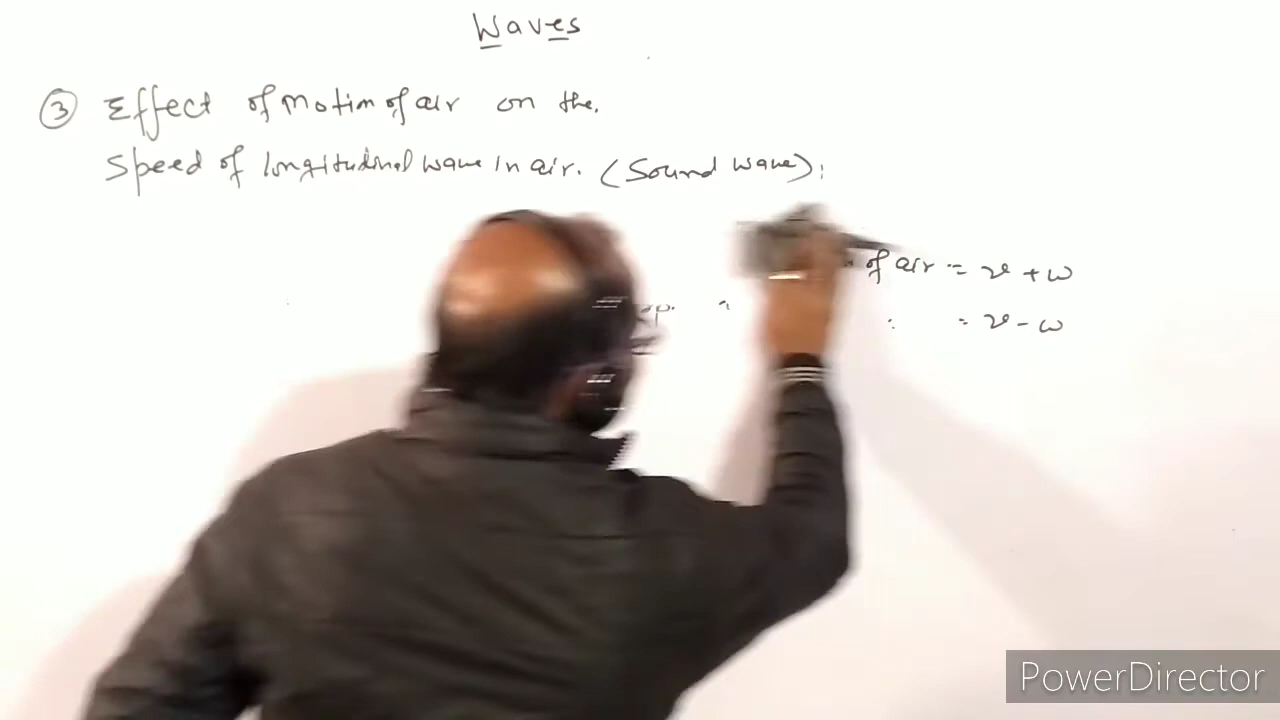 Waves
③ Effect of Motion of air on the.
Speed of longitudinal wave in air. (Sound wave):
of air = v + w
op. " : = v - w
PowerDirector